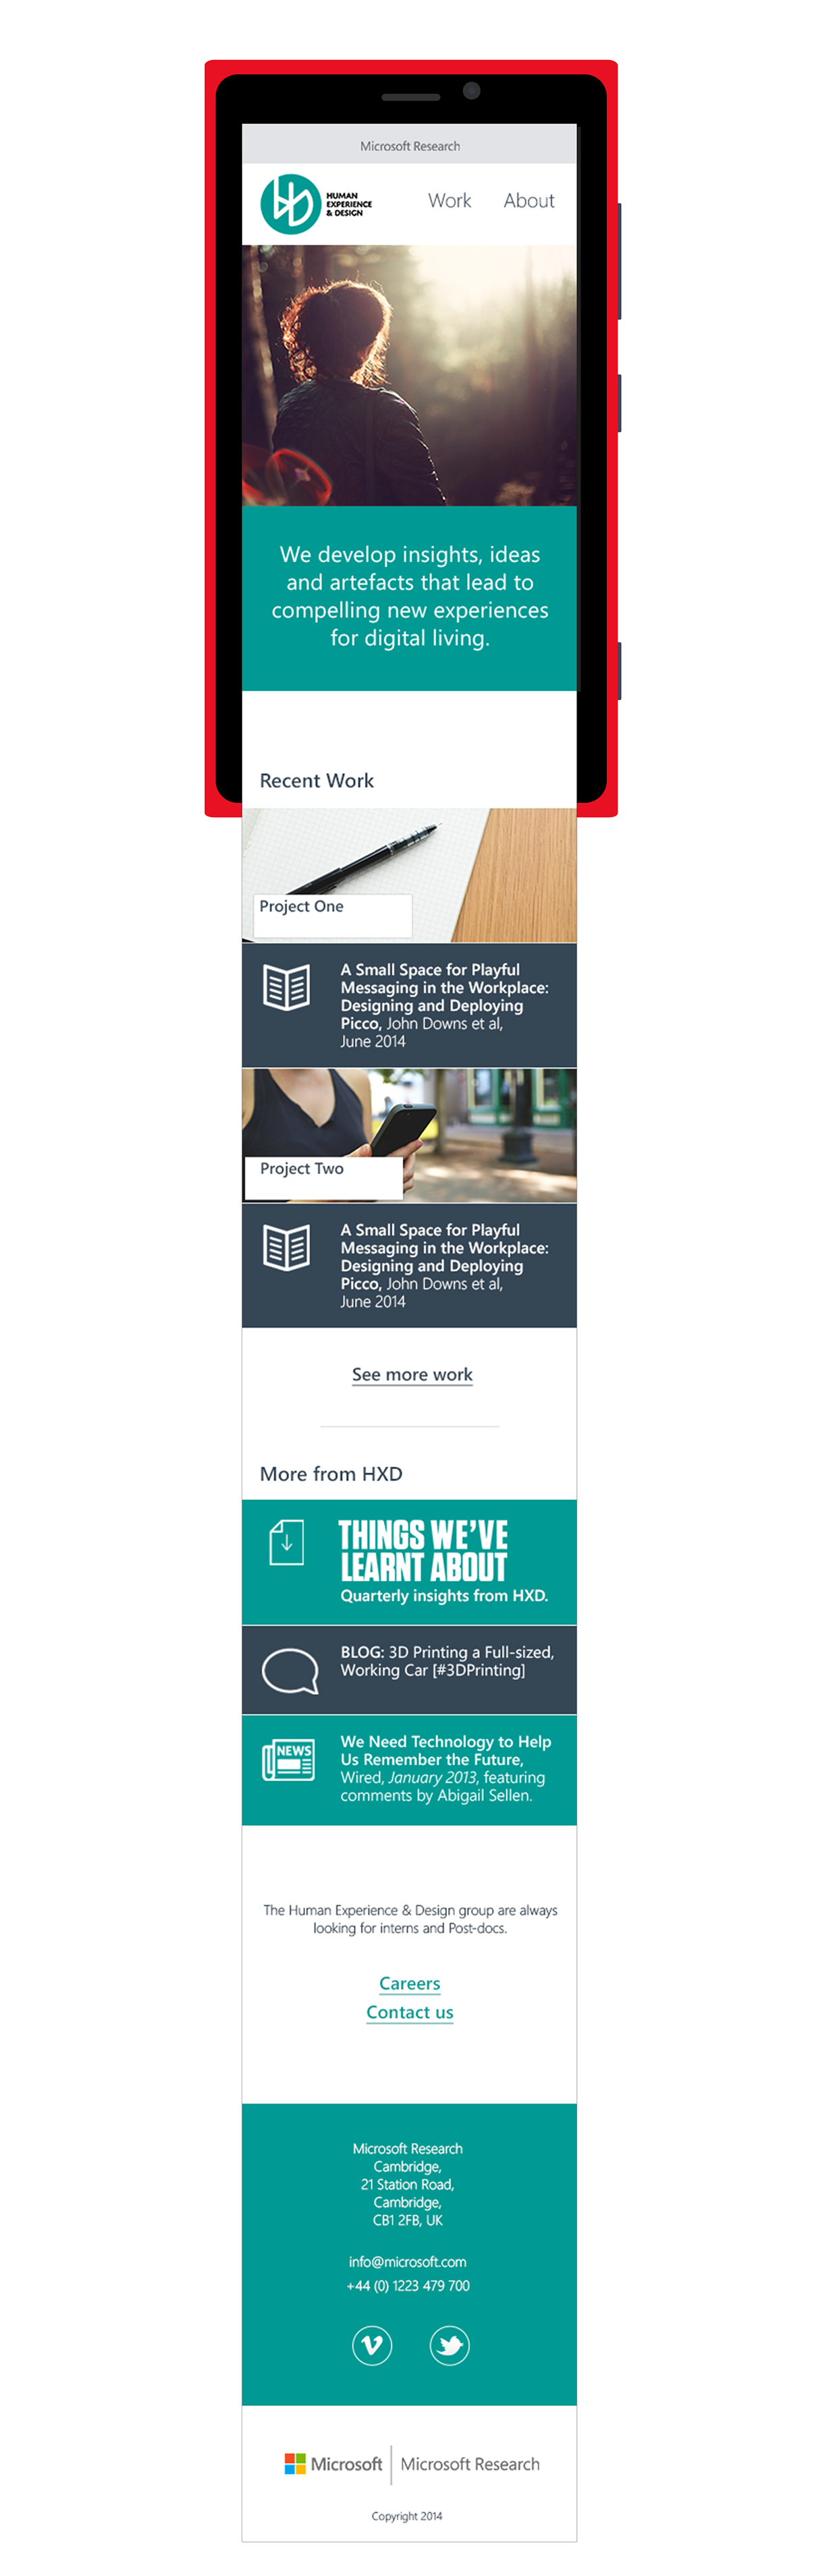 Microsoft Research
HUMAN
EXPERIENCE
& DESIGN
Work
About
We develop insights, ideas
and artefacts that lead to
compelling new experiences
for digital living.
Recent Work
Project One
A Small Space for Playful
Messaging in the Workplace:
Designing and Deploying
Picco, John Downs et al,
June 2014
Project Two
A Small Space for Playful
Messaging in the Workplace:
Designing and Deploying
Picco, John Downs et al,
June 2014
See more work
More from HXD
THINGS WE'VE
LEARNT ABOUT
Quarterly insights from HXD.
BLOG: 3D Printing a Full-sized,
Working Car [#3DPrinting]
NEWS
We Need Technology to Help
Us Remember the Future,
Wired, January 2013, featuring
comments by Abigail Sellen.
The Human Experience & Design group are always
looking for interns and Post-docs.
Careers
Contact us
Microsoft Research
Cambridge,
21 Station Road,
Cambridge,
CB1 2FB, UK
info@microsoft.com
+44 (0) 1223 479 700
Microsoft | Microsoft Research
Copyright 2014